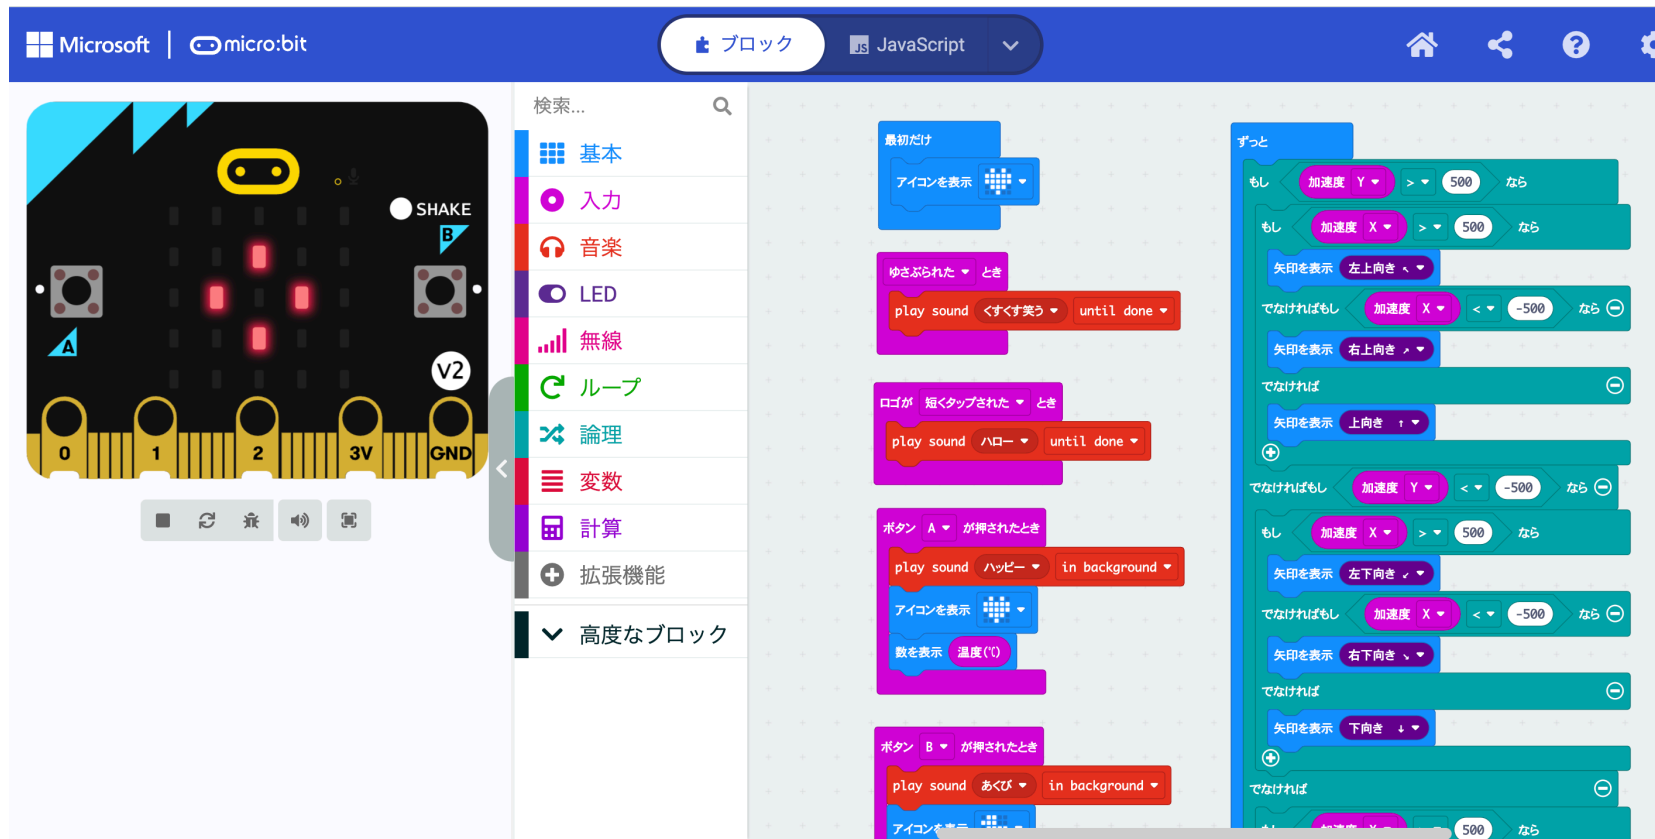 Microsoft | micro:bit
ブロック
JavaScript
SHAKE
B
A
V2
0 1 2 3V GND
検索...
基本
入力
音楽
LED
無線
ループ
論理
変数
計算
拡張機能
高度なブロック
最初だけ
アイコンを表示
ゆさぶられた とき
play sound くすくす笑う until done
ロゴが 短くタップされた とき
play sound ハロー until done
ボタン A が押されたとき
play sound ハッピー in background
アイコンを表示
数を表示 温度(℃)
ボタン B が押されたとき
play sound あくび in background
アイコンを表示
ずっと
もし 加速度 Y > 500 なら
もし 加速度 X > 500 なら
矢印を表示 左上向き ↖
でなければもし 加速度 X < -500 なら
矢印を表示 右上向き ↗
でなければ
矢印を表示 上向き ↑
でなければもし 加速度 Y < -500 なら
もし 加速度 X > 500 なら
矢印を表示 左下向き ↙
でなければもし 加速度 X < -500 なら
矢印を表示 右下向き ↘
でなければ
矢印を表示 下向き ↓
でなければ
もし 加速度 X 500 なら